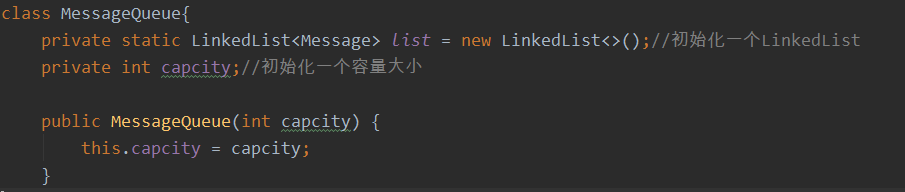 class MessageQueue{
    private static LinkedList<Message> list = new LinkedList<>();//初始化一个LinkedList
    private int capcity;//初始化一个容量大小
    public MessageQueue(int capcity) {
        this.capcity = capcity;
    }